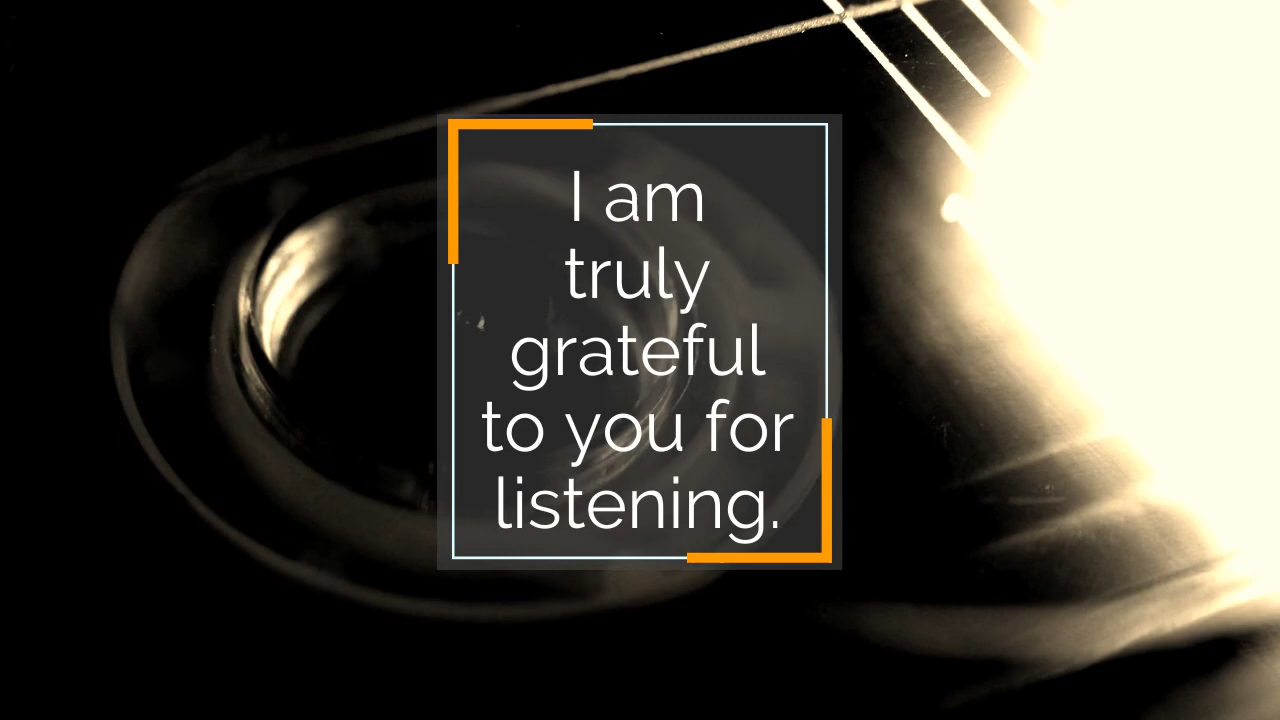 I am
truly
grateful
to you for
listening.